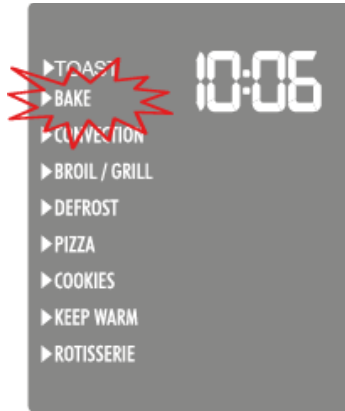 TOAST
10:06
BAKE
CONVECTION
BROIL / GRILL
DEFROST
PIZZA
COOKIES
KEEP WARM
ROTISSERIE